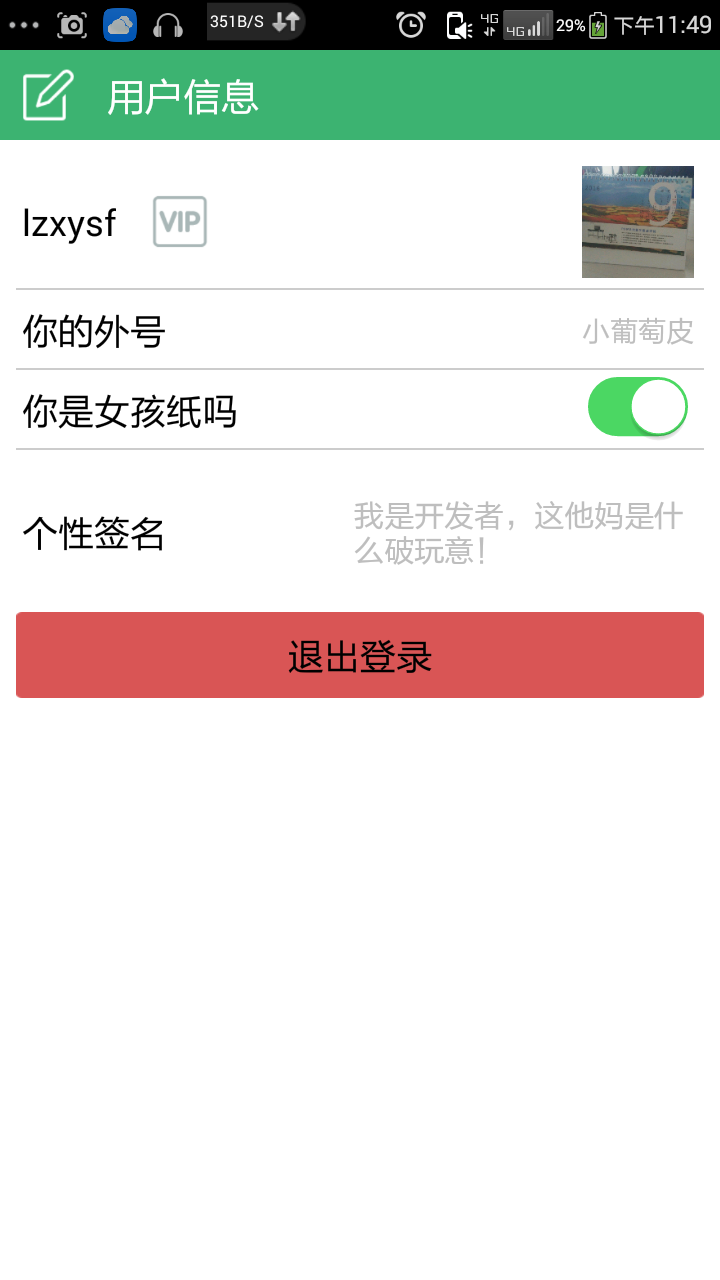 351B/S 4G 4G 29% 下午11:49
用户信息
lzxysf VIP
9
你的外号 小葡萄皮
你是女孩纸吗
个性签名 我是开发者，这他妈是什
么破玩意！
退出登录